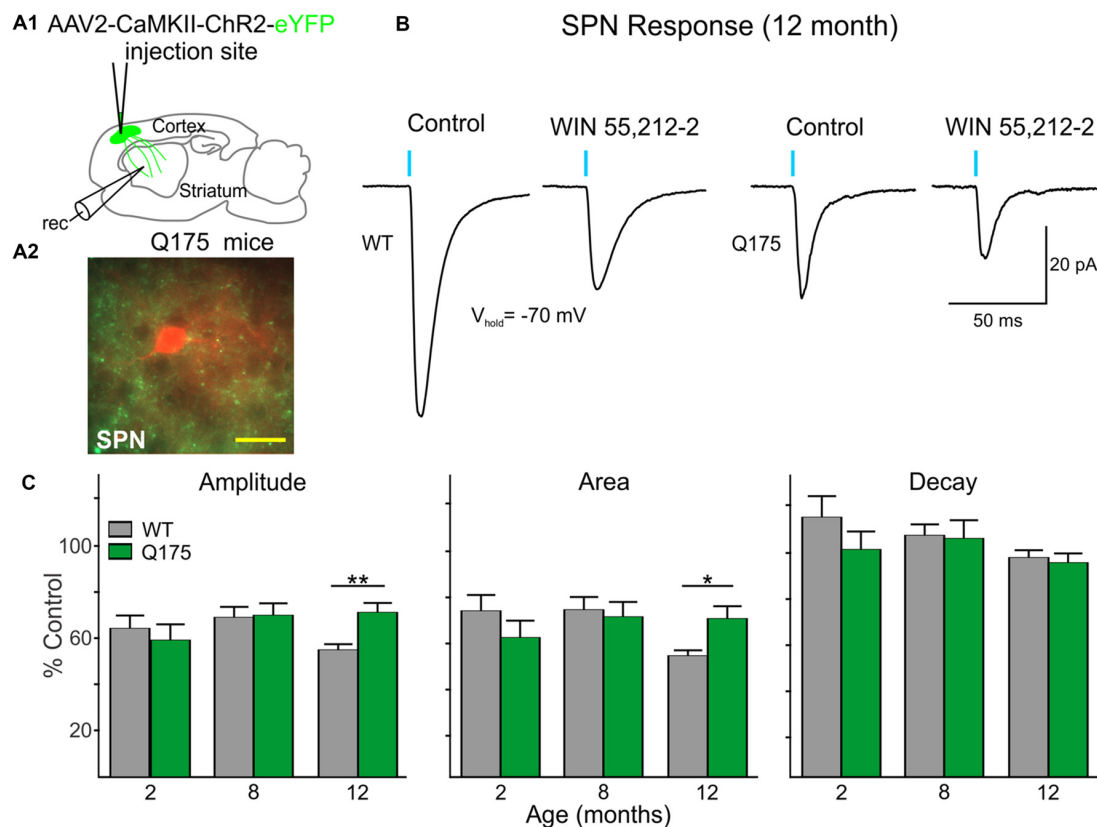 A1 AAV2-CaMKII-ChR2-eYFP
injection site
Cortex
Striatum
rec
Q175 mice
A2
SPN
B
SPN Response (12 month)
Control
WIN 55,212-2
Control
WIN 55,212-2
WT
Q175
V hold = -70 mV
20 pA
50 ms
C
Amplitude
Area
Decay
WT
Q175
% Control
100
60
20
**
*
2 8 12
2 8 12
2 8 12
Age (months)